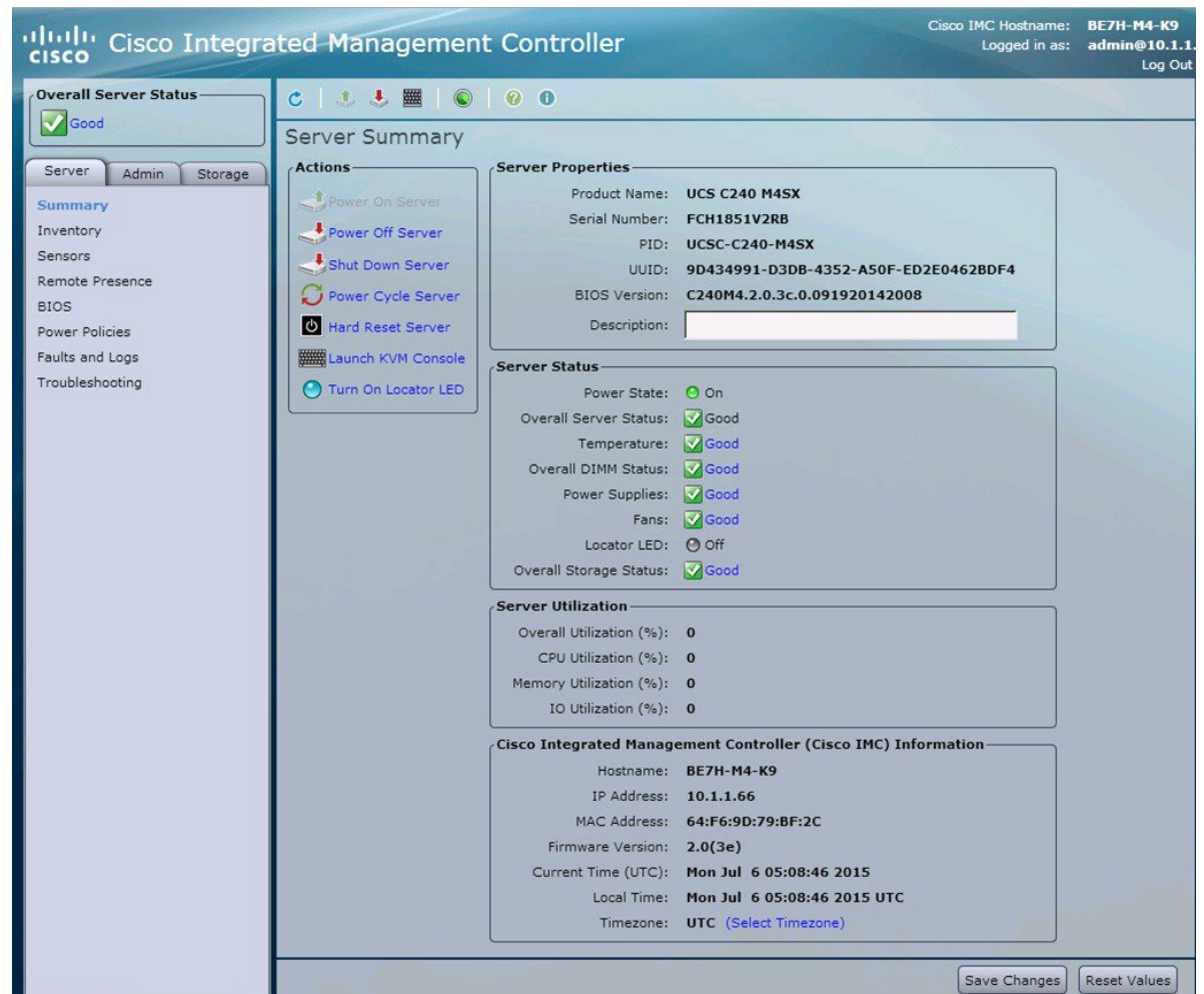 cisco
Cisco Integrated Management Controller
Cisco IMC Hostname: BE7H-M4-K9
Logged in as: admin@10.1.1.
Log Out
Overall Server Status
Good
Server
Admin
Storage
Summary
Inventory
Sensors
Remote Presence
BIOS
Power Policies
Faults and Logs
Troubleshooting
Server Summary
Actions
Power On Server
Power Off Server
Shut Down Server
Power Cycle Server
Hard Reset Server
Launch KVM Console
Turn On Locator LED
Server Properties
Product Name: UCS C240 M4SX
Serial Number: FCH1851V2RB
PID: UCSC-C240-M4SX
UUID: 9D434991-D3DB-4352-A50F-ED2E0462BDF4
BIOS Version: C240M4.2.0.3c.0.091920142008
Description:
Server Status
Power State: On
Overall Server Status: Good
Temperature: Good
Overall DIMM Status: Good
Power Supplies: Good
Fans: Good
Locator LED: Off
Overall Storage Status: Good
Server Utilization
Overall Utilization (%): 0
CPU Utilization (%): 0
Memory Utilization (%): 0
IO Utilization (%): 0
Cisco Integrated Management Controller (Cisco IMC) Information
Hostname: BE7H-M4-K9
IP Address: 10.1.1.66
MAC Address: 64:F6:9D:79:BF:2C
Firmware Version: 2.0(3e)
Current Time (UTC): Mon Jul 6 05:08:46 2015
Local Time: Mon Jul 6 05:08:46 2015 UTC
Timezone: UTC (Select Timezone)
Save Changes
Reset Values